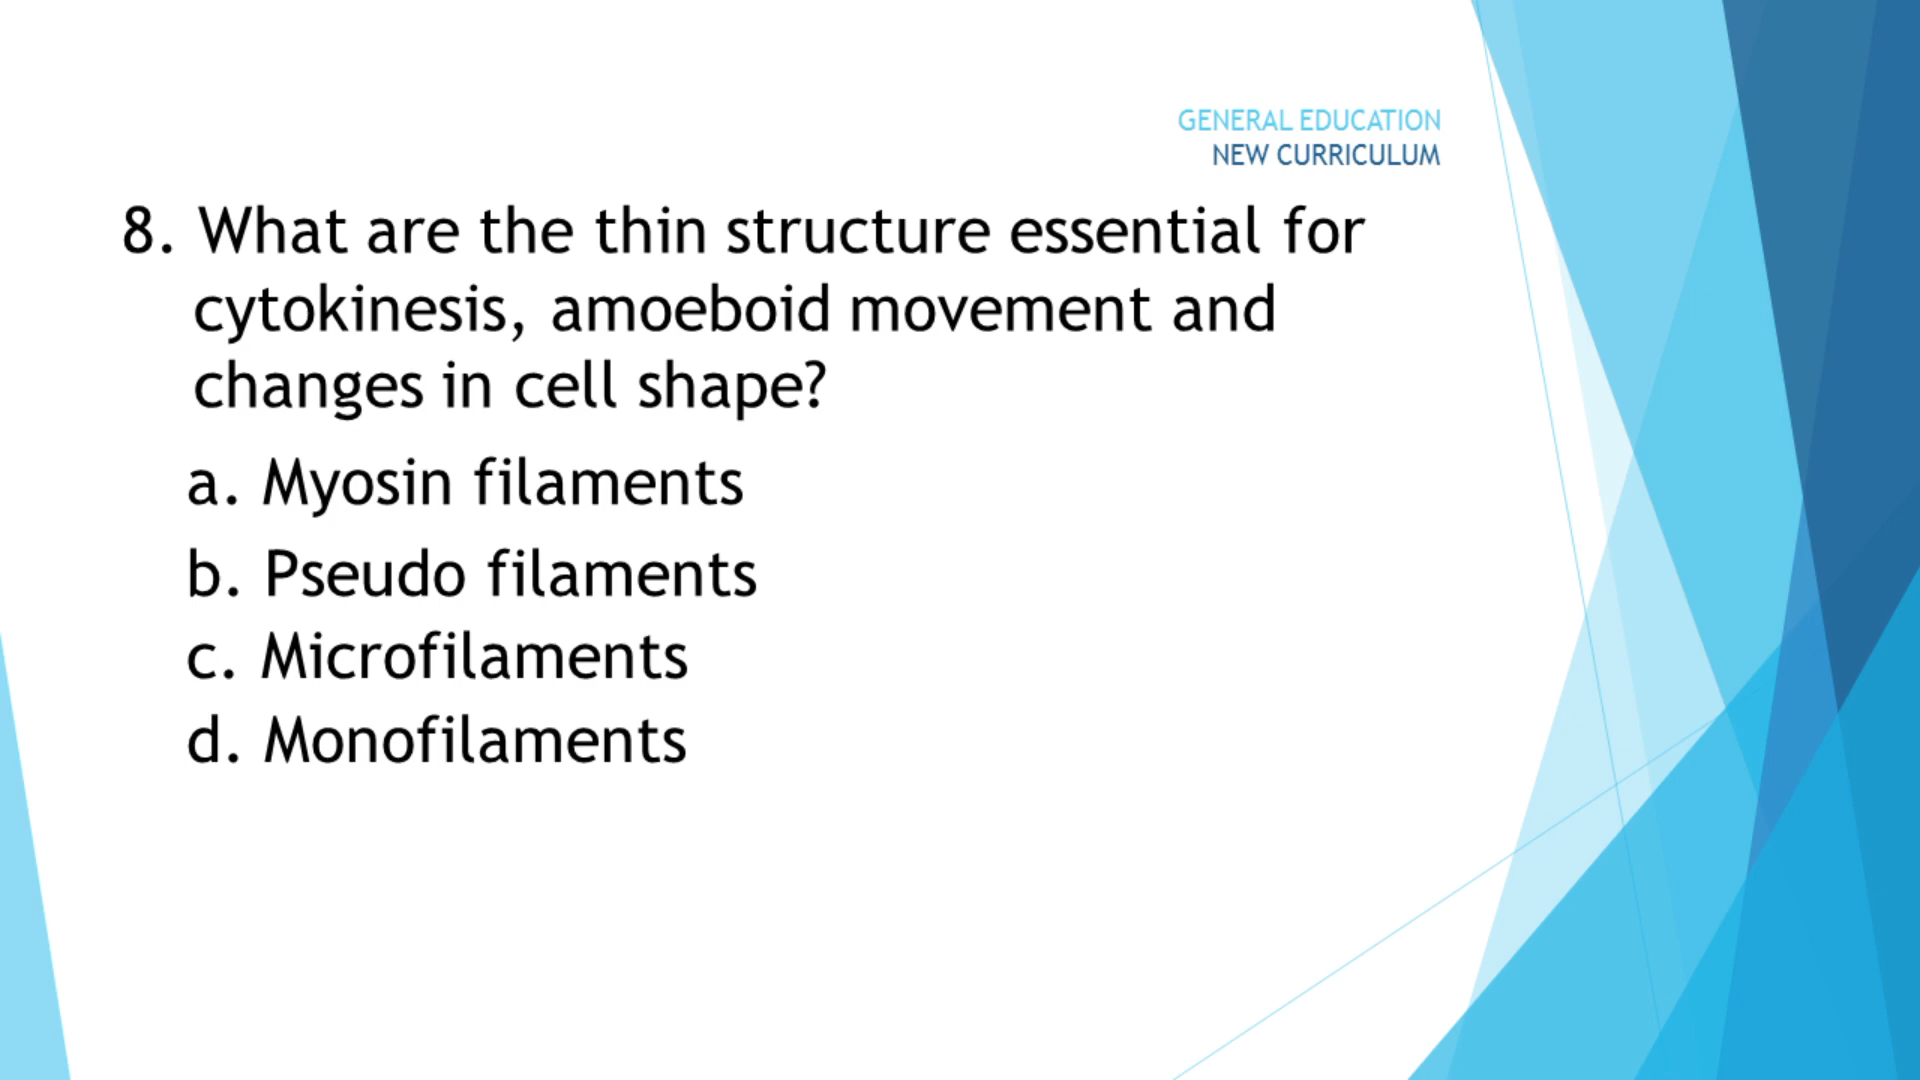 GENERAL EDUCATION
NEW CURRICULUM
8. What are the thin structure essential for
cytokinesis, amoeboid movement and
changes in cell shape?
a. Myosin filaments
b. Pseudo filaments
c. Microfilaments
d. Monofilaments